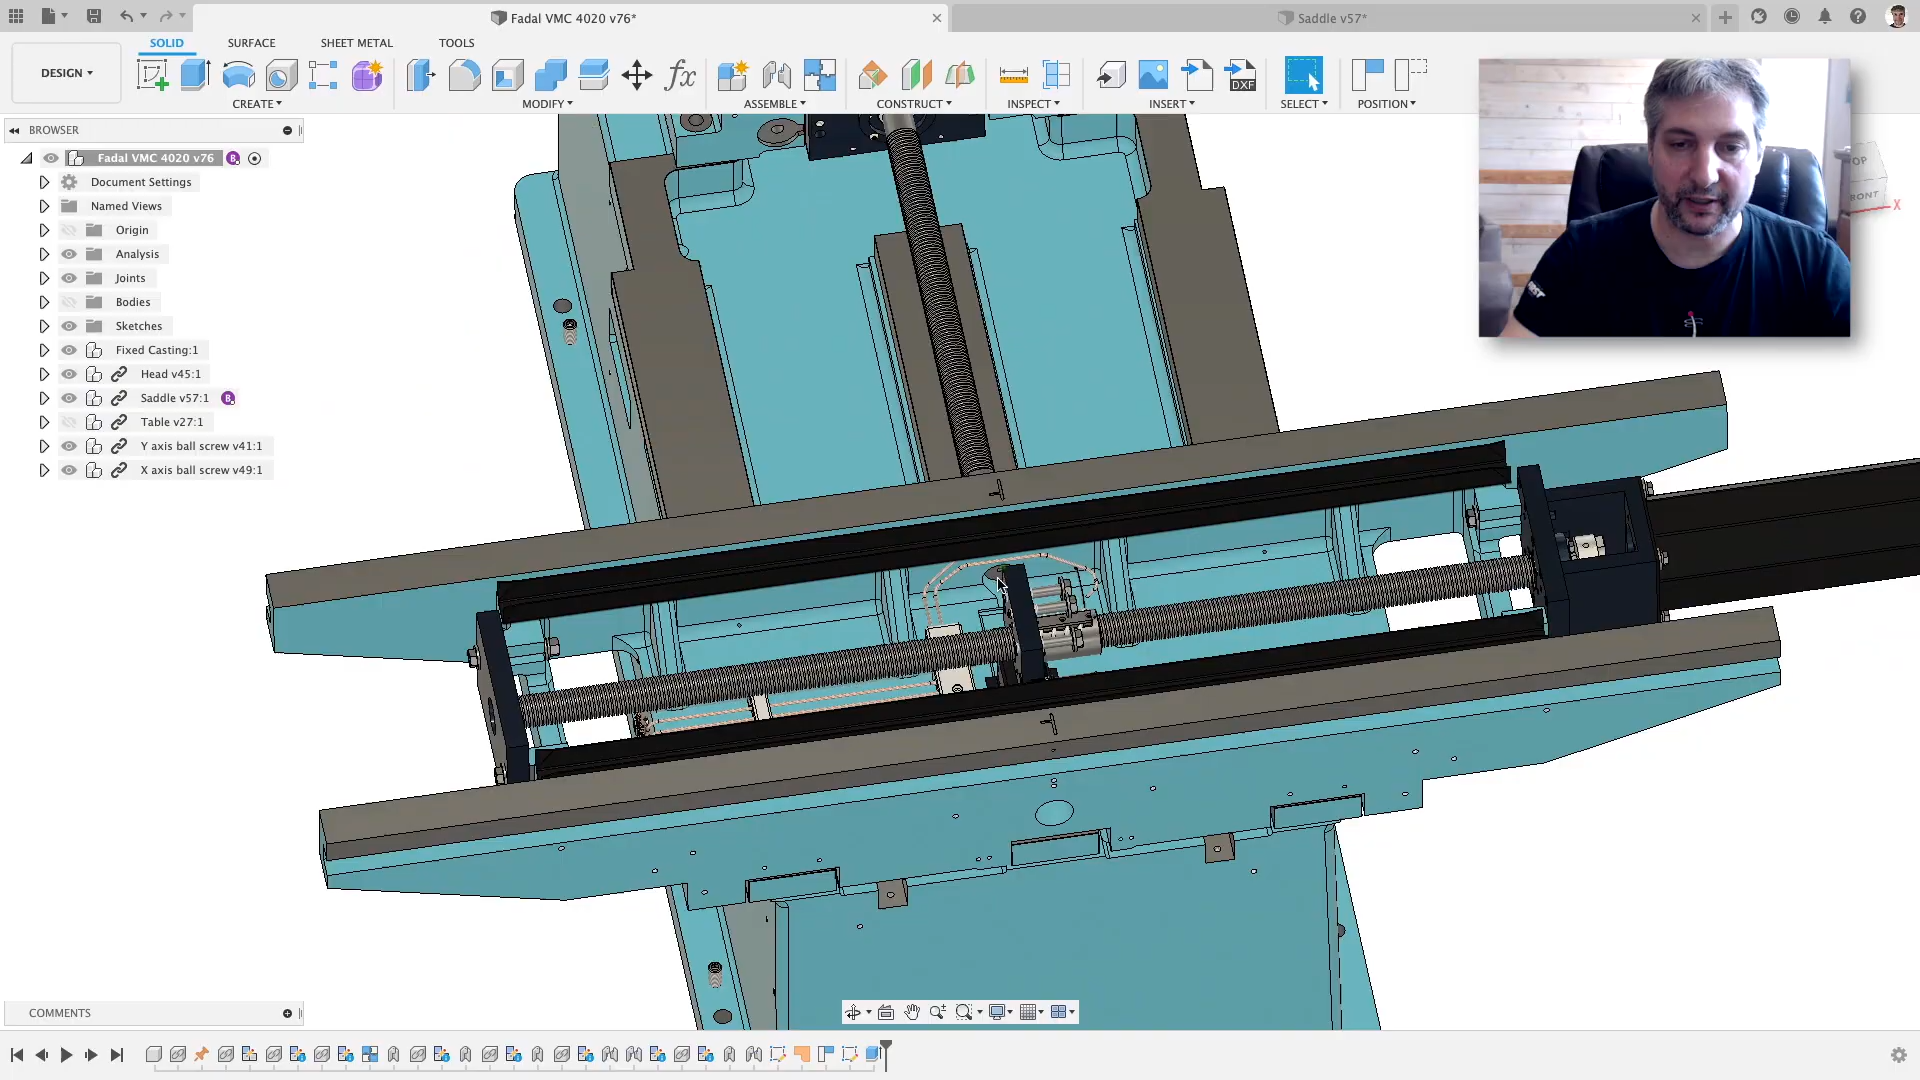 Fadal VMC 4020 v76*
Saddle v57*
SOLID
SURFACE
SHEET METAL
TOOLS
DESIGN
CREATE
MODIFY
ASSEMBLE
CONSTRUCT
INSPECT
INSERT
SELECT
POSITION
DXF
BROWSER
Fadal VMC 4020 v76
Document Settings
Named Views
Origin
Analysis
Joints
Bodies
Sketches
Fixed Casting:1
Head v45:1
Saddle v57:1
Table v27:1
Y axis ball screw v41:1
X axis ball screw v49:1
X
COMMENTS